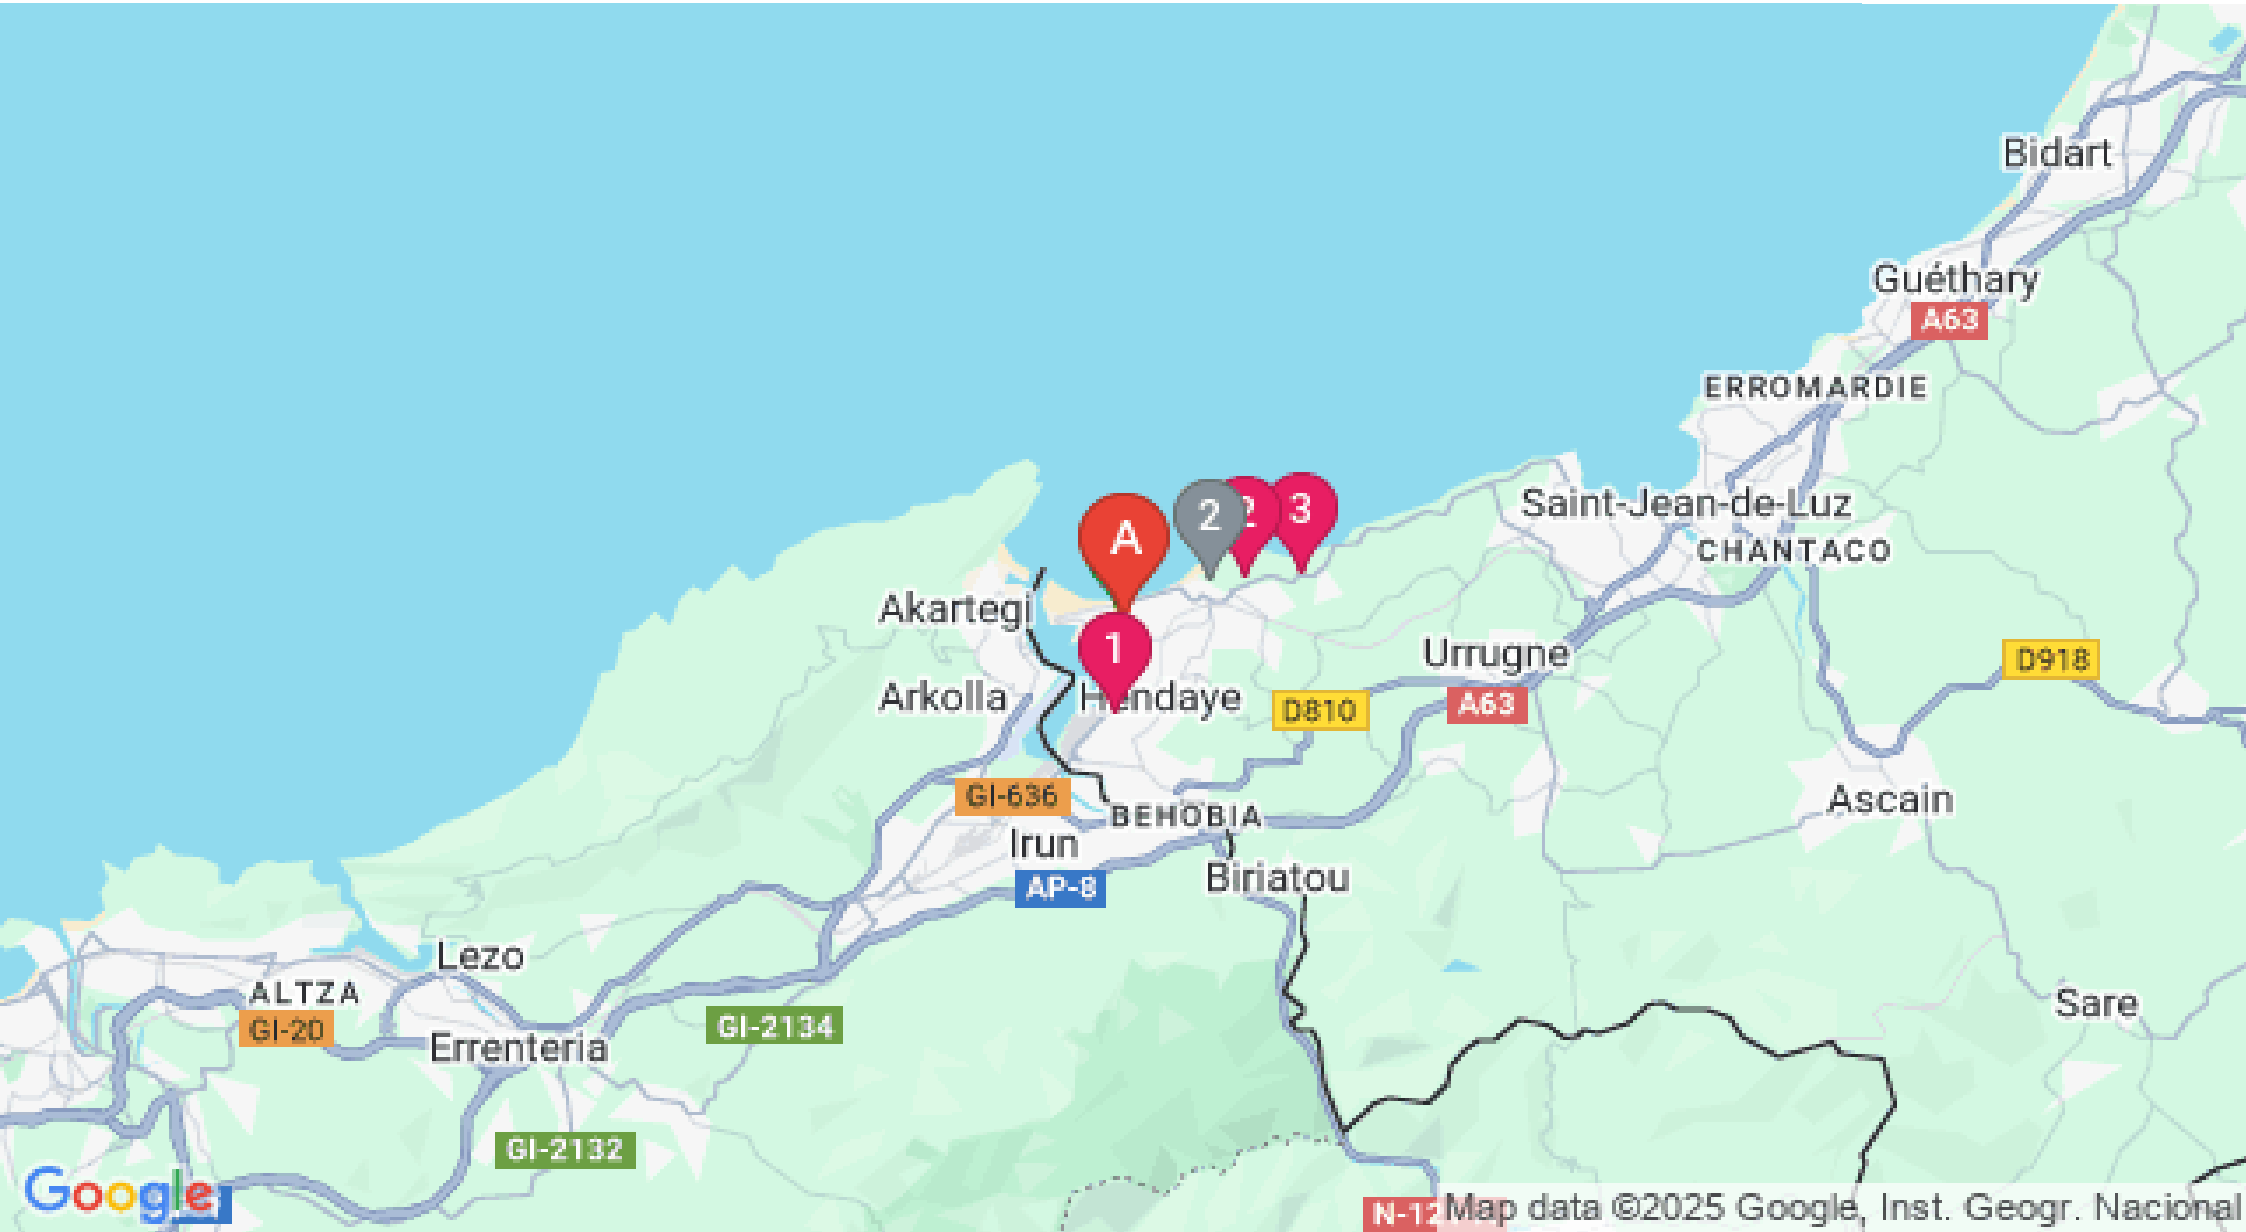 Bidart
Guéthary
A63
ERROMARDIE
2
2
3
Saint-Jean-de-Luz
A
CHANTACO
Akartegi
1
Urrugne
D918
Arkolla
Hendaye
D810
A63
GI-636
BEHOBIA
Ascain
Irun
AP-8
Biriatou
Lezo
ALTZA
Sare
GI-20
GI-2134
Errenteria
GI-2132
Google
Map data ©2025 Google, Inst. Geogr. Nacional